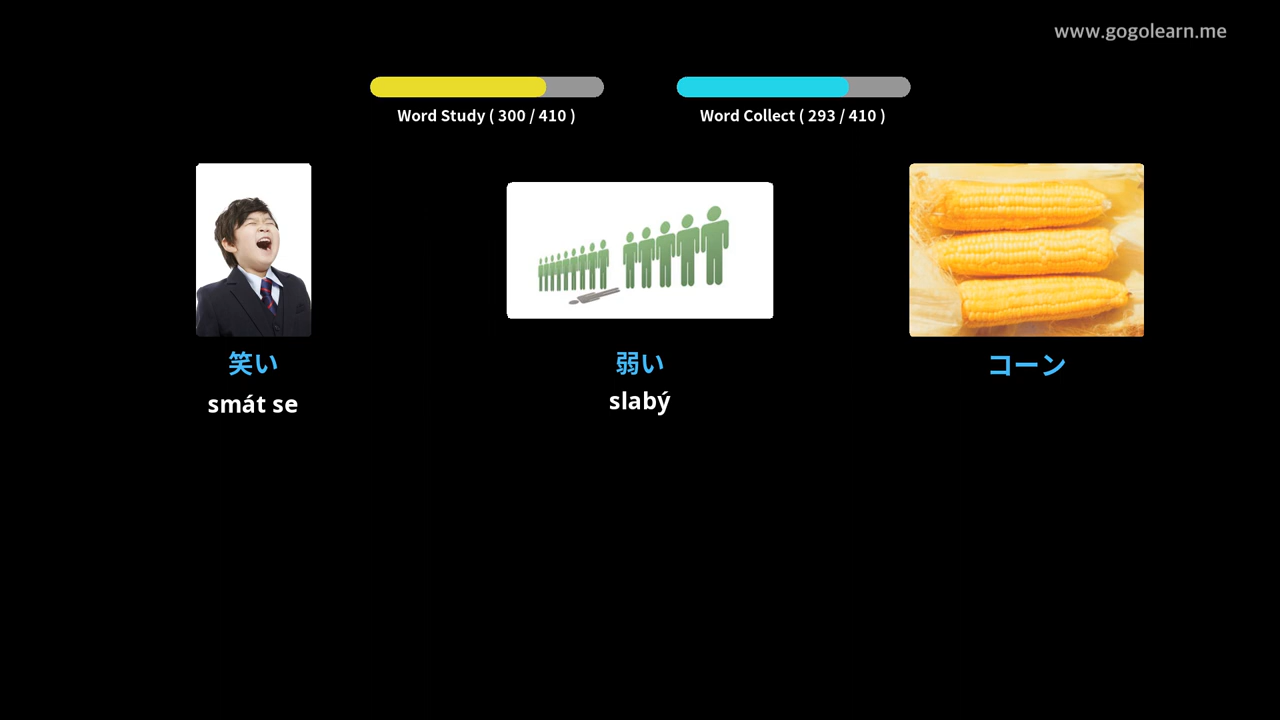 www.gogolearn.me
Word Study ( 300 / 410 )
Word Collect ( 293 / 410 )
笑い
smát se
弱い
slabý
コーン